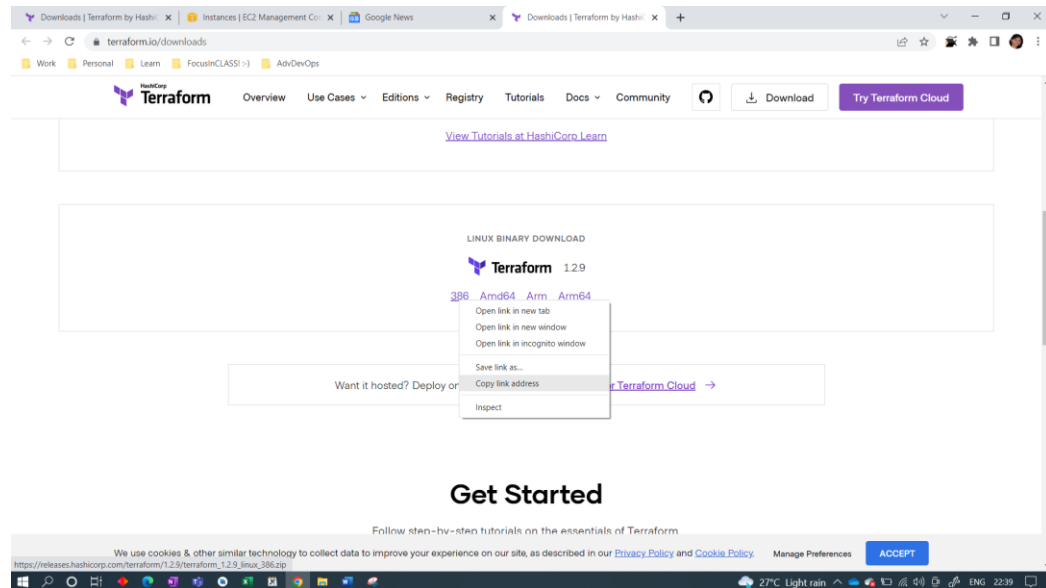 Downloads | Terraform by Hashi
Instances | EC2 Management Co
Google News
Downloads | Terraform by Hashi
terraform.io/downloads
Work
Personal
Learn
FocusInCLASS! :-)
AdvDevOps
HashiCorp
Terraform
Overview
Use Cases
Editions
Registry
Tutorials
Docs
Community
Download
Try Terraform Cloud
View Tutorials at HashiCorp Learn
LINUX BINARY DOWNLOAD
Terraform 1.2.9
386 Amd64 Arm Arm64
Open link in new tab
Open link in new window
Open link in incognito window
Save link as...
Copy link address
Inspect
Want it hosted? Deploy on
r Terraform Cloud
Get Started
Follow step-by-step tutorials on the essentials of Terraform
We use cookies & other similar technology to collect data to improve your experience on our site, as described in our Privacy Policy and Cookie Policy.
Manage Preferences
ACCEPT
https://releases.hashicorp.com/terraform/1.2.9/terraform_1.2.9_linux_386.zip
27°C Light rain
ENG
22:39